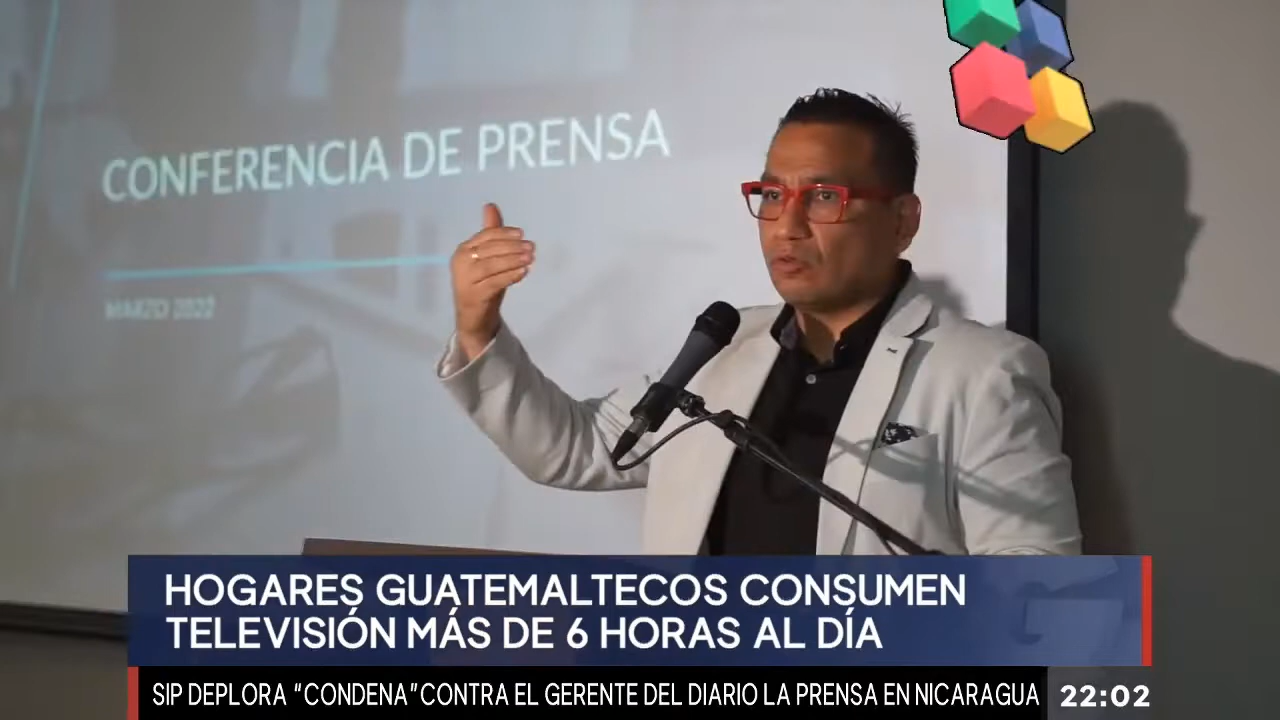 CONFERENCIA DE PRENSA
MARZO 2022
HOGARES GUATEMALTECOS CONSUMEN
TELEVISIÓN MÁS DE 6 HORAS AL DÍA
SIP DEPLORA “CONDENA” CONTRA EL GERENTE DEL DIARIO LA PRENSA EN NICARAGUA
22:02